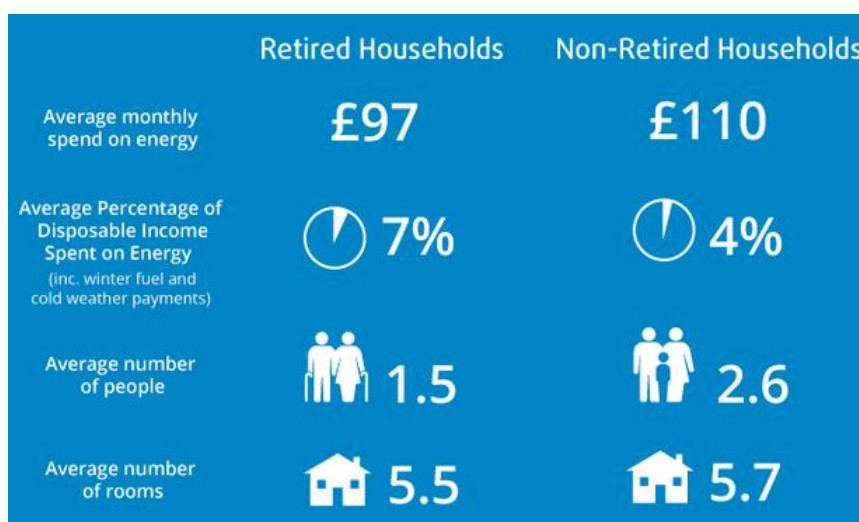 Retired Households Non-Retired Households
Average monthly
spend on energy
£97 £110
Average Percentage of
Disposable Income
Spent on Energy
(inc. winter fuel and
cold weather payments)
7% 4%
Average number
of people
1.5 2.6
Average number
of rooms
5.5 5.7